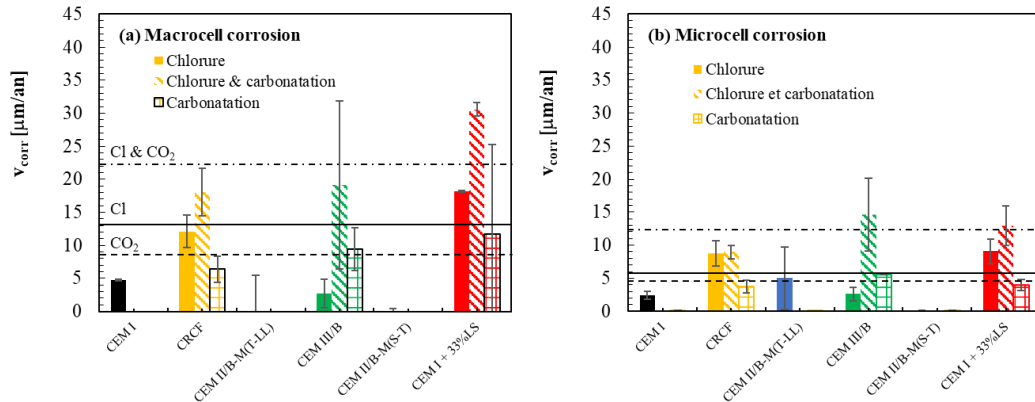 (a) Macrocell corrosion
Chlorure
Chlorure & carbonatation
Carbonatation
v_corr [µm/an]
45
40
35
30
25
20
15
10
5
0
Cl & CO₂
Cl
CO₂
CEM I
CRCF
CEM II/B-M(T-LL)
CEM III/B
CEM II/B-M(S-T)
CEM I + 33%LS
(b) Microcell corrosion
Chlorure
Chlorure et carbonatation
Carbonatation
v_corr [µm/an]
45
40
35
30
25
20
15
10
5
0
CEM I
CRCF
CEM II/B-M(T-LL)
CEM III/B
CEM II/B-M(S-T)
CEM I + 33%LS